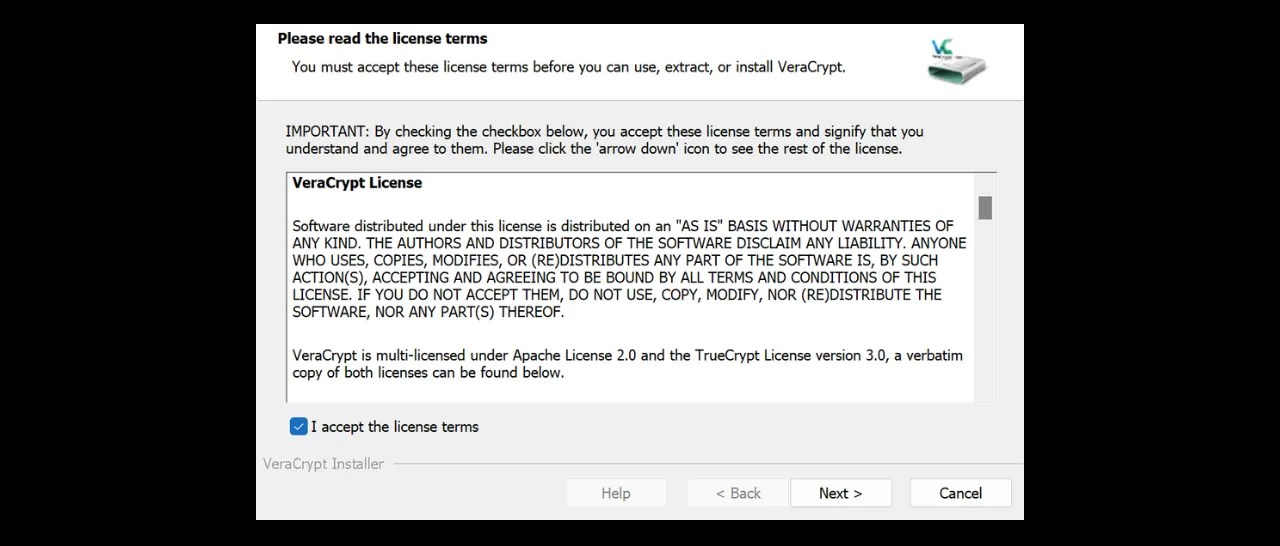 Please read the license terms
You must accept these license terms before you can use, extract, or install VeraCrypt.
VC
IMPORTANT: By checking the checkbox below, you accept these license terms and signify that you
understand and agree to them. Please click the 'arrow down' icon to see the rest of the license.
VeraCrypt License
Software distributed under this license is distributed on an "AS IS" BASIS WITHOUT WARRANTIES OF
ANY KIND. THE AUTHORS AND DISTRIBUTORS OF THE SOFTWARE DISCLAIM ANY LIABILITY. ANYONE
WHO USES, COPIES, MODIFIES, OR (RE)DISTRIBUTES ANY PART OF THE SOFTWARE IS, BY SUCH
ACTION(S), ACCEPTING AND AGREEING TO BE BOUND BY ALL TERMS AND CONDITIONS OF THIS
LICENSE. IF YOU DO NOT ACCEPT THEM, DO NOT USE, COPY, MODIFY, NOR (RE)DISTRIBUTE THE
SOFTWARE, NOR ANY PART(S) THEREOF.
VeraCrypt is multi-licensed under Apache License 2.0 and the TrueCrypt License version 3.0, a verbatim
copy of both licenses can be found below.
I accept the license terms
VeraCrypt Installer
Help
< Back
Next >
Cancel